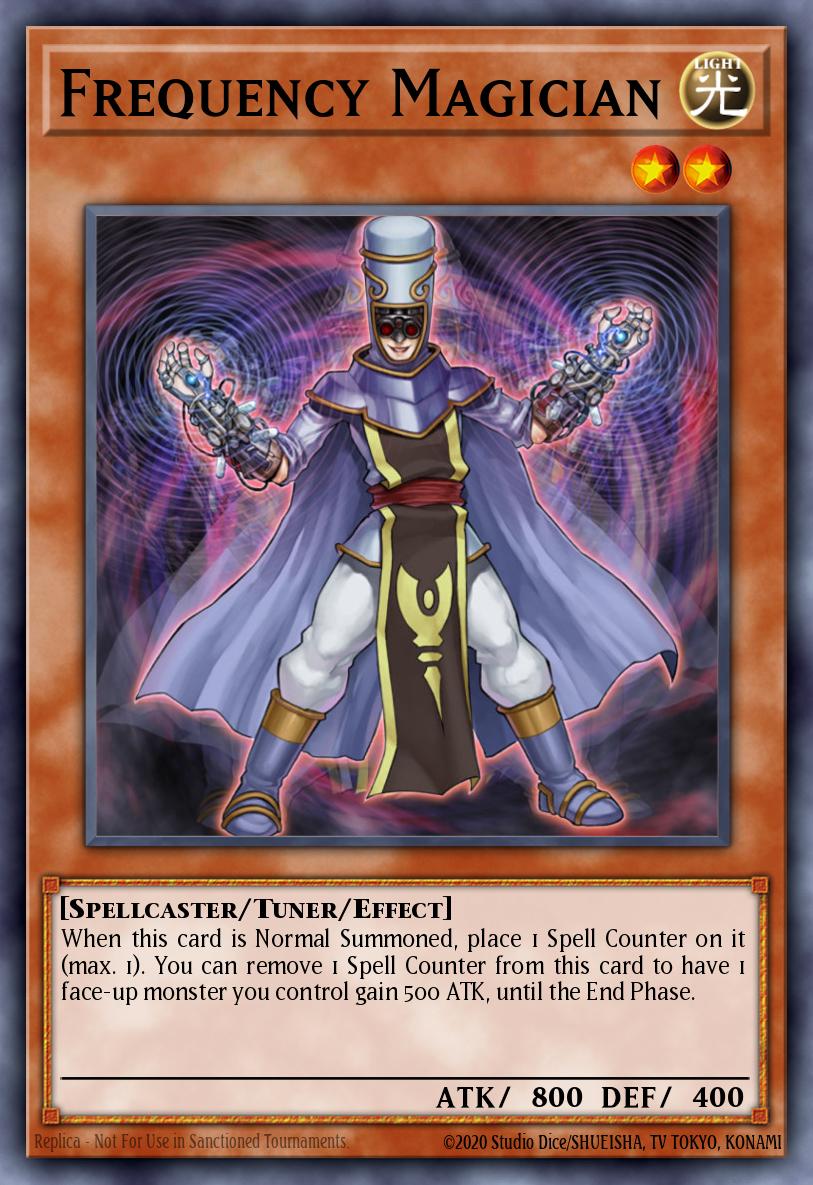 Frequency Magician
LIGHT
光
[Spellcaster/Tuner/Effect]
When this card is Normal Summoned, place 1 Spell Counter on it
(max. 1). You can remove 1 Spell Counter from this card to have 1
face-up monster you control gain 500 ATK, until the End Phase.
ATK/ 800 DEF/ 400
Replica - Not For Use in Sanctioned Tournaments.
©2020 Studio Dice/SHUEISHA, TV TOKYO, KONAMI